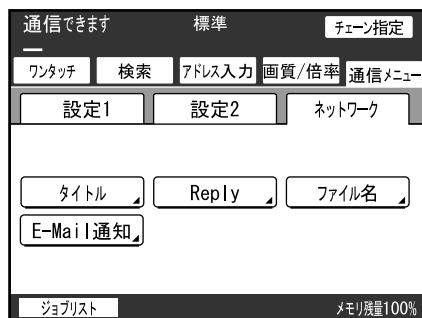 通信できます 標準 チェーン指定
ワンタッチ 検索 アドレス入力 画質/倍率 通信メニュー
設定1 設定2 ネットワーク
タイトル Reply ファイル名
E-Mail通知
ジョブリスト メモリ残量100%